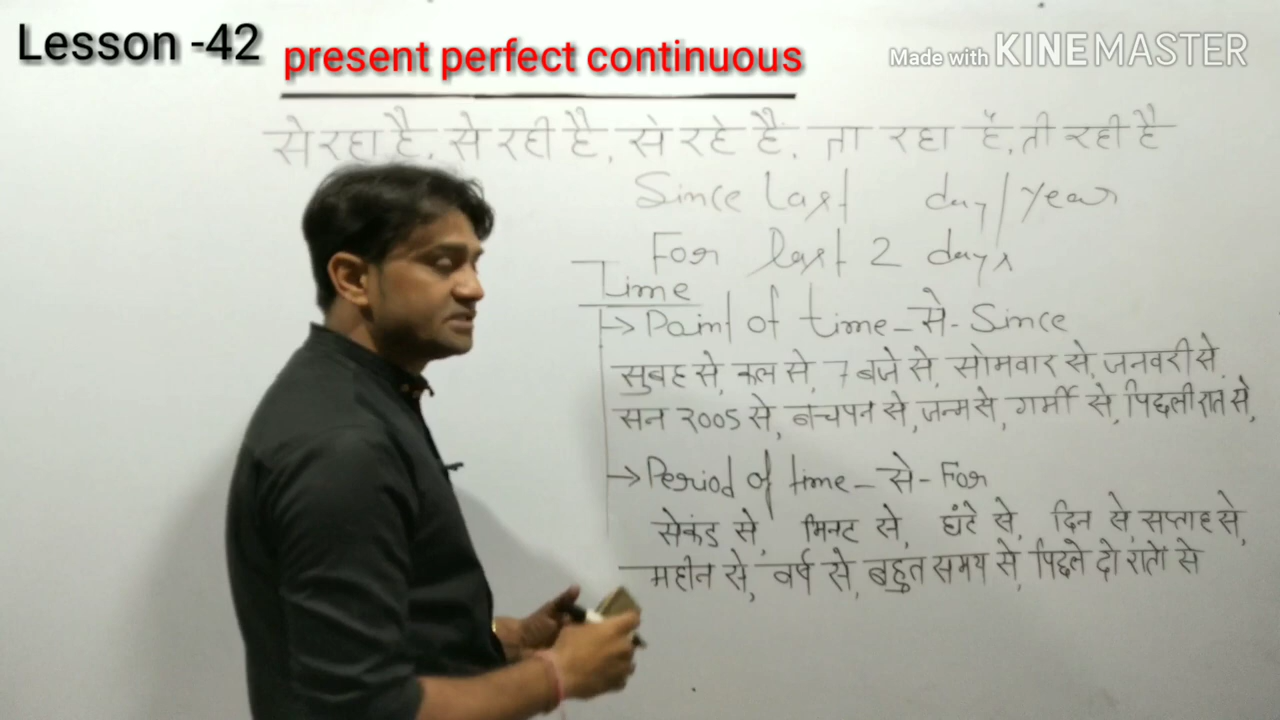 Lesson -42
present perfect continuous
Made with KINEMASTER
से रहा है, से रही है, से रहे हैं, ता रहा है, ती रही है
Since last day/year
For last 2 days
Time
→ Point of time - से - Since
सुबह से, कल से, 7 बजे से, सोमवार से, जनवरी से
सन २००५ से, बचपन से, जन्म से, गर्मी से, पिछली रात से,
→ Period of time - से - For
सेकंड से, मिनट से, घंटे से, दिन से, सप्ताह से,
महीन से, वर्ष से, बहुत समय से, पिछले दो रातो से